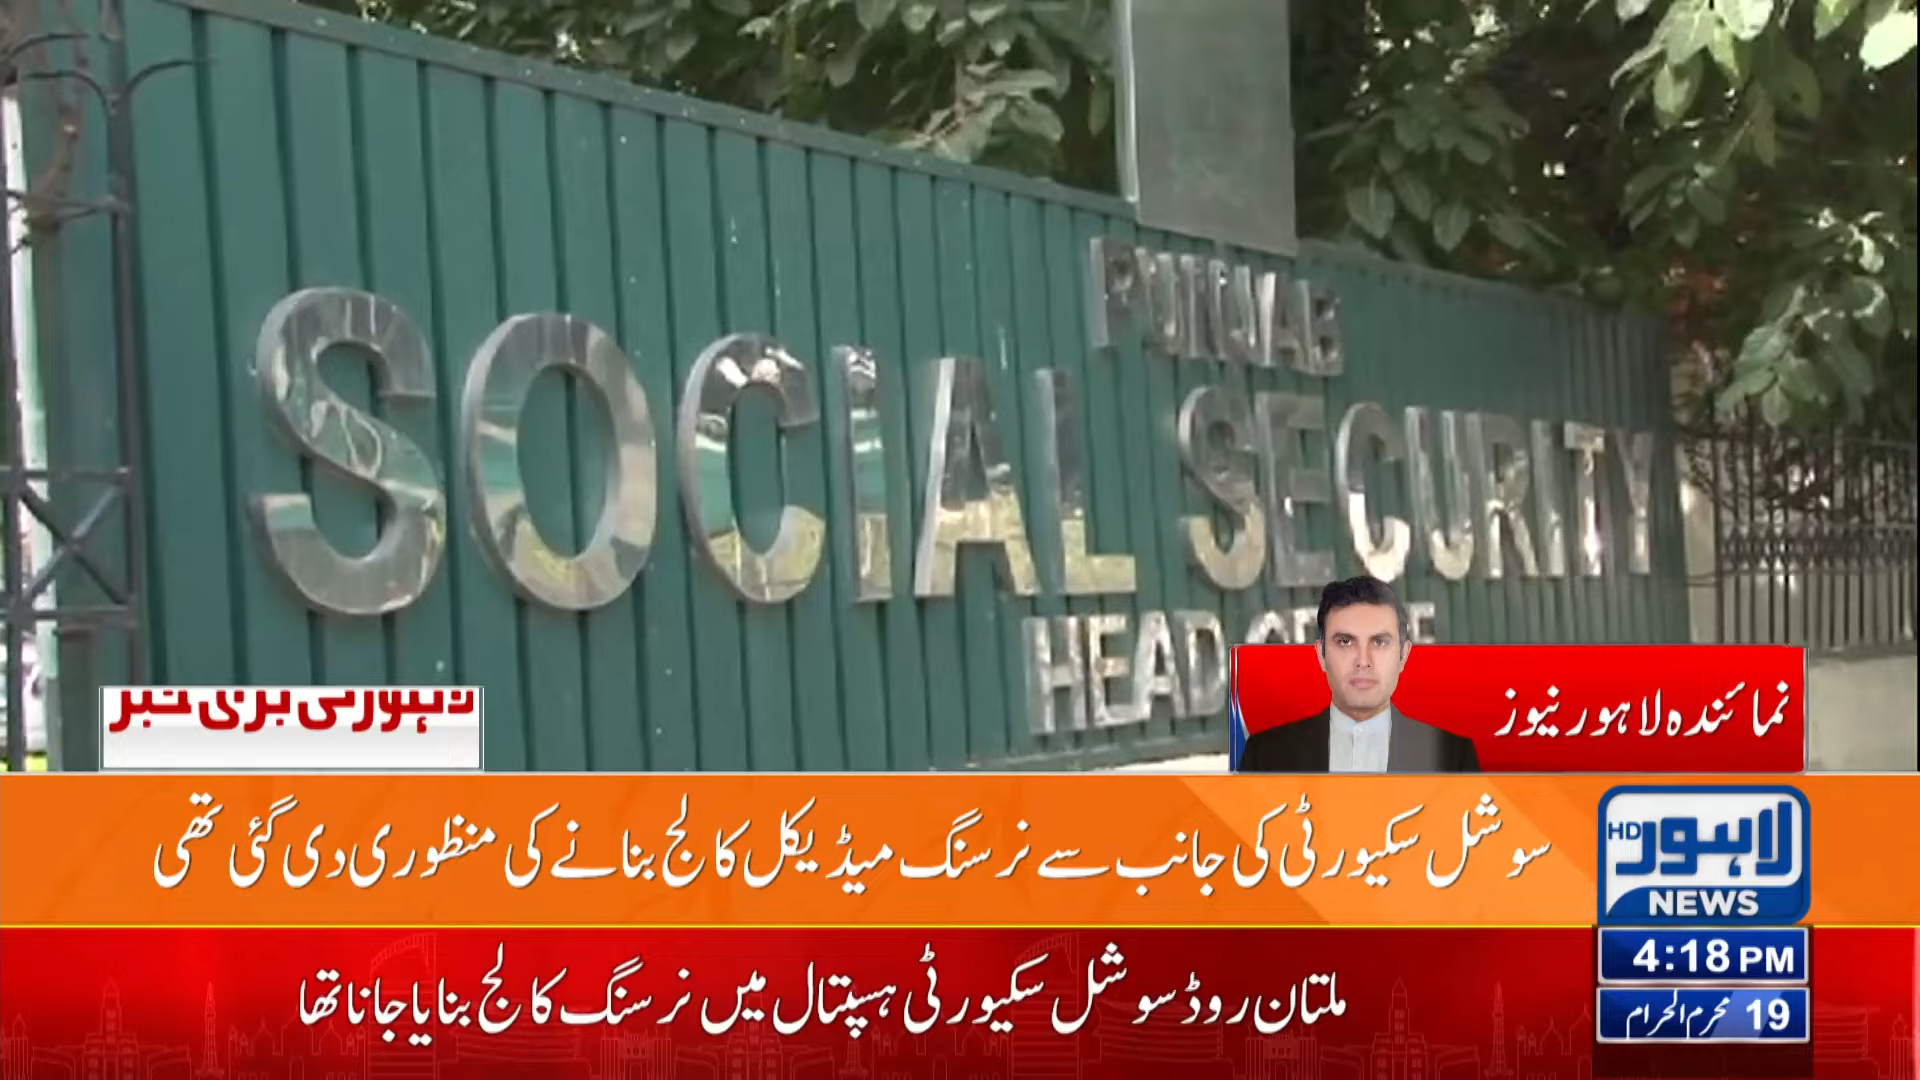 PUNJAB
SOCIAL SECURITY
HEAD
نمائندہ لاہور نیوز
لاہور کی بڑی خبر
سوشل سکیورٹی کی جانب سے نرسنگ میڈیکل کالج بنانے کی منظوری دی گئی تھی
ملتان روڈ سوشل سکیورٹی ہسپتال میں نرسنگ کالج بنایا جانا تھا
لاہور HD
NEWS
4:18 PM
19 محرم الحرام